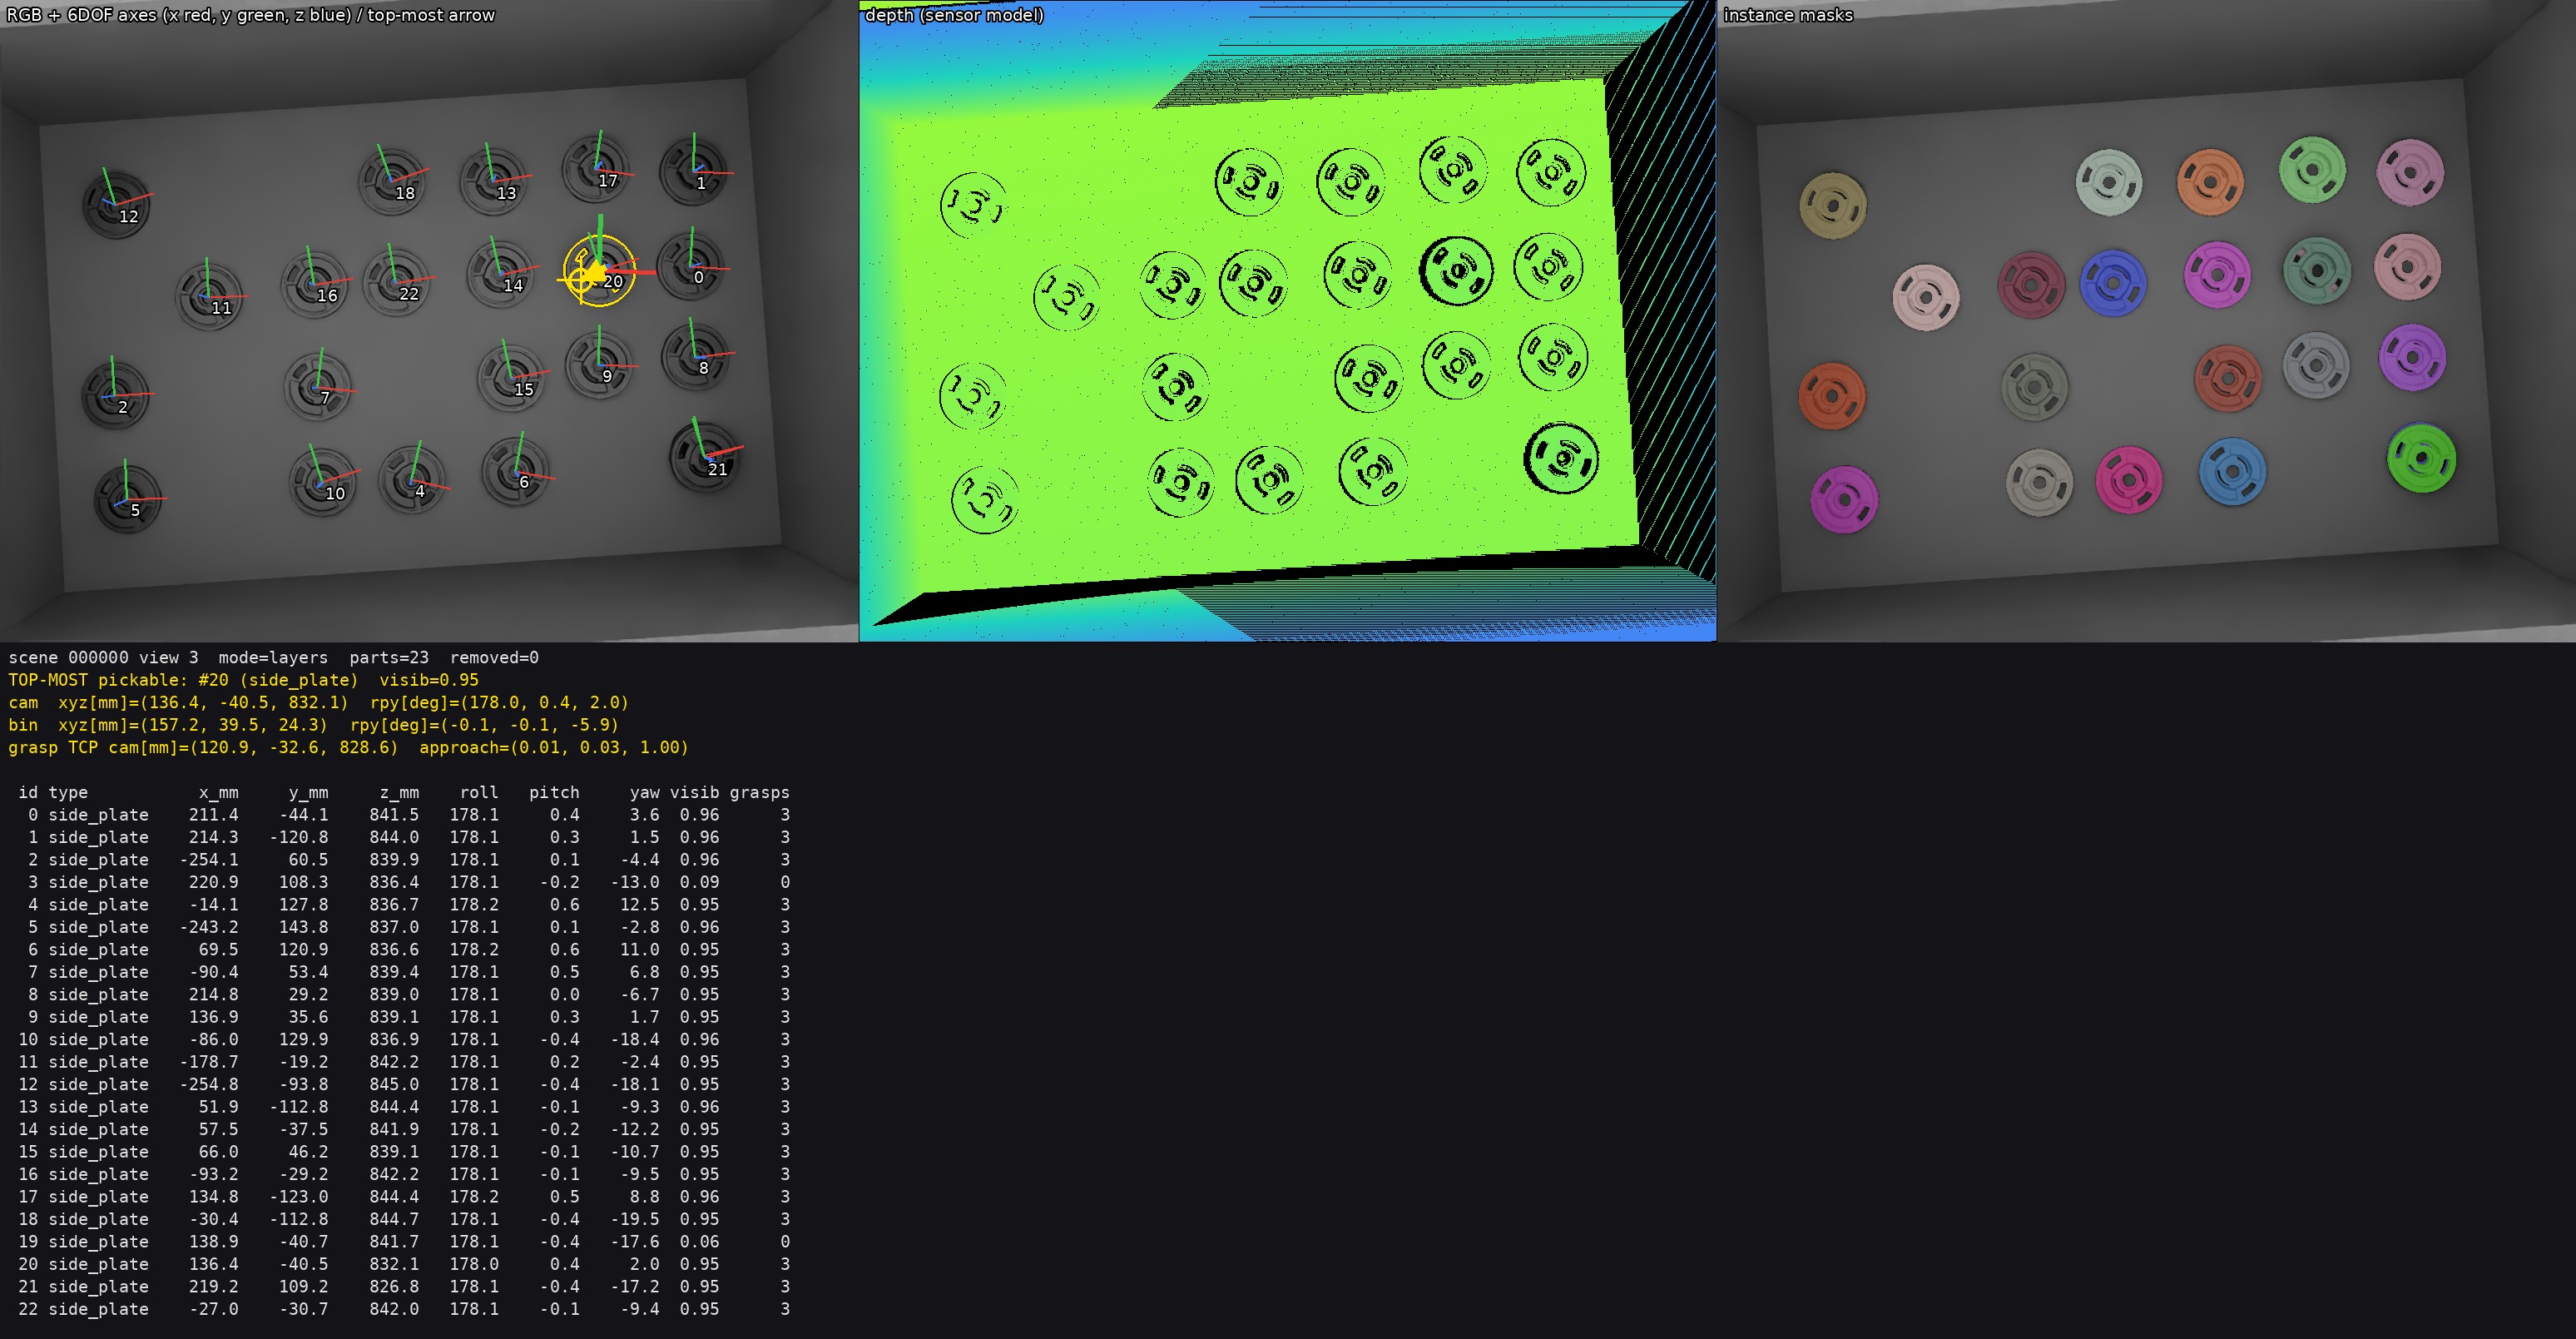 RGB + 6DOF axes (x red, y green, z blue) / top-most arrow
depth (sensor model)
instance masks
12
18
13
17
1
11
16
22
14
20
0
2
7
15
9
8
5
10
4
6
21
scene 000000 view 3  mode=layers  parts=23  removed=0
TOP-MOST pickable: #20 (side_plate)  visib=0.95
cam  xyz[mm]=(136.4, -40.5, 832.1)  rpy[deg]=(178.0, 0.4, 2.0)
bin  xyz[mm]=(157.2, 39.5, 24.3)  rpy[deg]=(-0.1, -0.1, -5.9)
grasp TCP cam[mm]=(120.9, -32.6, 828.6)  approach=(0.01, 0.03, 1.00)
id type x_mm y_mm z_mm roll pitch yaw visib grasps
0 side_plate 211.4 -44.1 841.5 178.1 0.4 3.6 0.96 3
1 side_plate 214.3 -120.8 844.0 178.1 0.3 1.5 0.96 3
2 side_plate -254.1 60.5 839.9 178.1 0.1 -4.4 0.96 3
3 side_plate 220.9 108.3 836.4 178.1 -0.2 -13.0 0.09 0
4 side_plate -14.1 127.8 836.7 178.2 0.6 12.5 0.95 3
5 side_plate -243.2 143.8 837.0 178.1 0.1 -2.8 0.96 3
6 side_plate 69.5 120.9 836.6 178.2 0.6 11.0 0.95 3
7 side_plate -90.4 53.4 839.4 178.1 0.5 6.8 0.95 3
8 side_plate 214.8 29.2 839.0 178.1 0.0 -6.7 0.95 3
9 side_plate 136.9 35.6 839.1 178.1 0.3 1.7 0.95 3
10 side_plate -86.0 129.9 836.9 178.1 -0.4 -18.4 0.96 3
11 side_plate -178.7 -19.2 842.2 178.1 0.2 -2.4 0.95 3
12 side_plate -254.8 -93.8 845.0 178.1 -0.4 -18.1 0.95 3
13 side_plate 51.9 -112.8 844.4 178.1 -0.1 -9.3 0.96 3
14 side_plate 57.5 -37.5 841.9 178.1 -0.2 -12.2 0.95 3
15 side_plate 66.0 46.2 839.1 178.1 -0.1 -10.7 0.95 3
16 side_plate -93.2 -29.2 842.2 178.1 -0.1 -9.5 0.95 3
17 side_plate 134.8 -123.0 844.4 178.2 0.5 8.8 0.96 3
18 side_plate -30.4 -112.8 844.7 178.1 -0.4 -19.5 0.95 3
19 side_plate 138.9 -40.7 841.7 178.1 -0.4 -17.6 0.06 0
20 side_plate 136.4 -40.5 832.1 178.0 0.4 2.0 0.95 3
21 side_plate 219.2 109.2 826.8 178.1 -0.4 -17.2 0.95 3
22 side_plate -27.0 -30.7 842.0 178.1 -0.1 -9.4 0.95 3